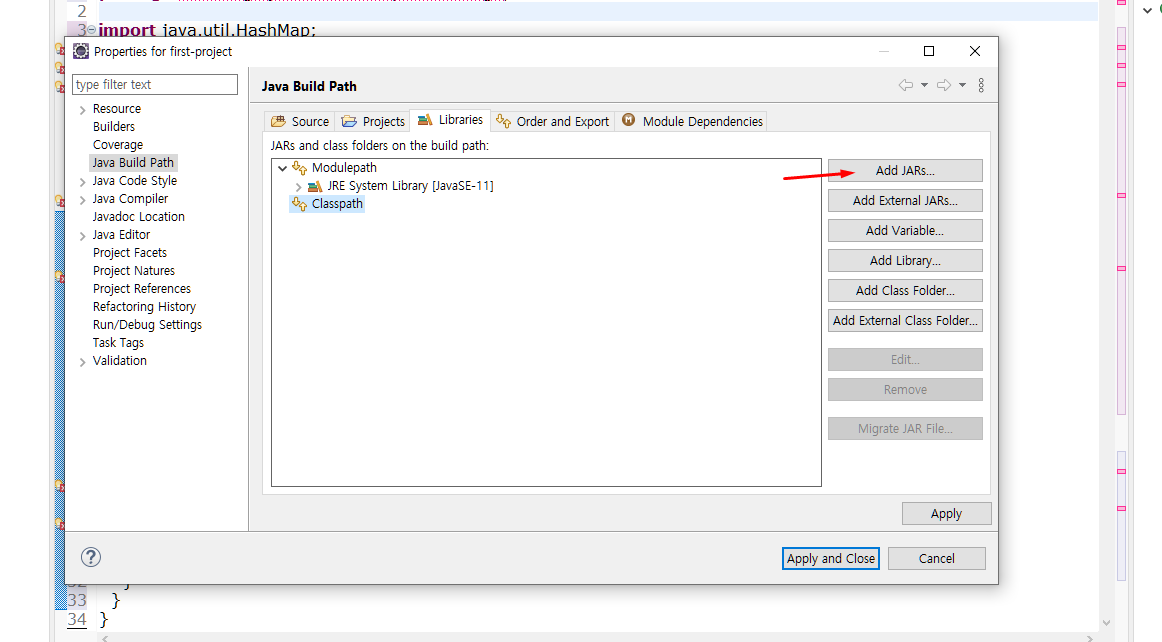 2
3 import java.util.HashMap;
Properties for first-project
type filter text
Resource
Builders
Coverage
Java Build Path
Java Code Style
Java Compiler
Javadoc Location
Java Editor
Project Facets
Project Natures
Project References
Refactoring History
Run/Debug Settings
Task Tags
Validation
Java Build Path
Source Projects Libraries Order and Export Module Dependencies
JARs and class folders on the build path:
Modulepath
JRE System Library [JavaSE-11]
Classpath
Add JARs...
Add External JARs...
Add Variable...
Add Library...
Add Class Folder...
Add External Class Folder...
Edit...
Remove
Migrate JAR File...
Apply
? Apply and Close Cancel
33 }
34 }